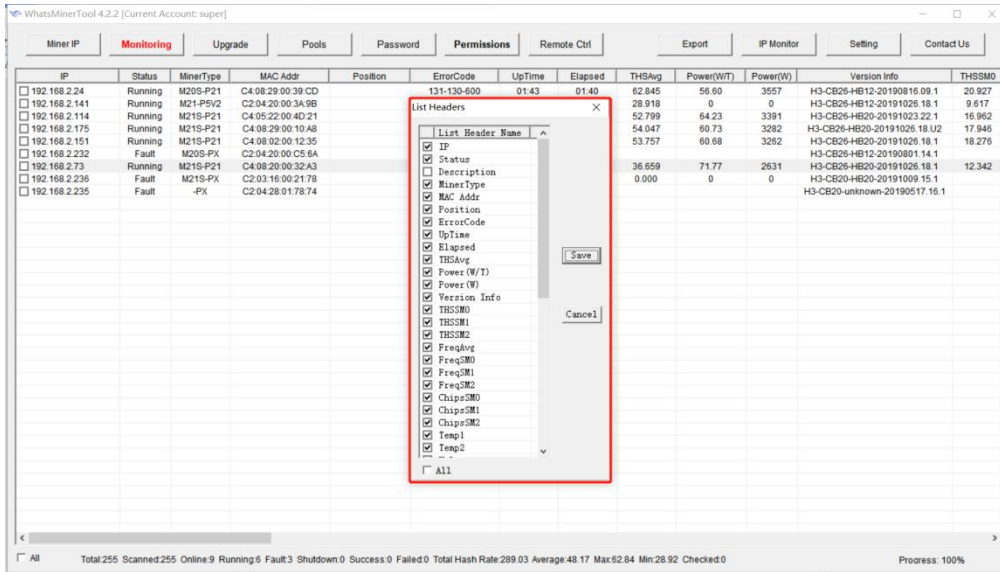 WhatsMinerTool 4.2.2 [Current Account: super]
Miner IP Monitoring Upgrade Pools Password Permissions Remote Ctrl Export IP Monitor Setting Contact Us
IP Status MinerType MAC Addr Position ErrorCode UpTime Elapsed THSAvg Power(W/T) Power(W) Version Info THSSM0
192.168.2.24 Running M20S-P21 C4:08:29:00:39:CD 131-130-600 01:43 01:40 62.845 56.60 3557 H3-CB26-HB12-20190816.09.1 20.927
192.168.2.141 Running M21-P5V2 C2:04:20:00:3A:9B 28.918 0 0 H3-CB26-HB20-20191026.18.1 9.617
192.168.2.114 Running M21S-P21 C4:05:22:00:4D:21 52.799 64.23 3391 H3-CB26-HB20-20191023.22.1 16.962
192.168.2.175 Running M21S-P21 C4:08:29:00:10:A8 54.047 60.73 3282 H3-CB26-HB20-20191026.18.U2 17.946
192.168.2.151 Running M21S-P21 C4:08:02:00:12:35 53.757 60.68 3262 H3-CB26-HB20-20191026.18.1 18.276
192.168.2.232 Fault M20S-PX C2:04:20:00:C5:6A H3-CB26-HB12-20190801.14.1
192.168.2.73 Running M21S-P21 C4:08:20:00:32:A3 36.659 71.77 2631 H3-CB26-HB20-20191026.18.1 12.342
192.168.2.236 Fault M21S-PX C2:03:16:00:21:78 0.000 0 0 H3-CB20-HB20-20191009.15.1
192.168.2.235 Fault -PX C2:04:28:01:78:74 H3-CB20-unknown-20190517.16.1
List Headers
List Header Name
IP
Status
Description
MinerType
MAC Addr
Position
ErrorCode
UpTime
Elapsed
THSAvg
Power(W/T)
Power(W)
Version Info
THSSM0
THSSM1
THSSM2
FreqAvg
FreqSM0
FreqSM1
FreqSM2
ChipsSM0
ChipsSM1
ChipsSM2
Temp1
Temp2
All
Save
Cancel
All Total:255 Scanned:255 Online:9 Running:6 Fault:3 Shutdown:0 Success:0 Failed:0 Total Hash Rate:289.03 Average:48.17 Max:62.84 Min:28.92 Checked:0 Progress: 100%